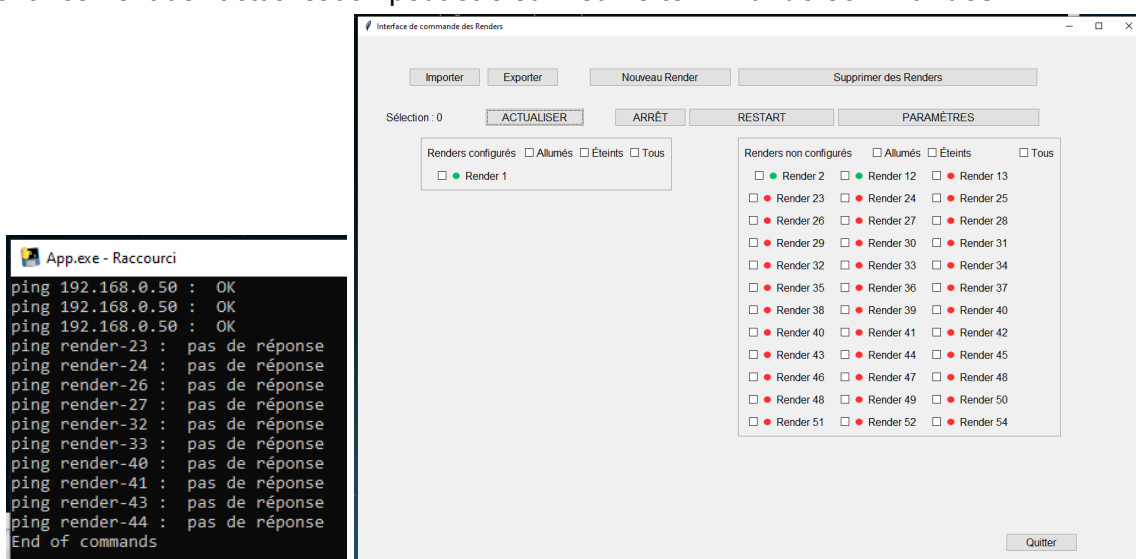 Interface de commande des Renders
Importer Exporter Nouveau Render Supprimer des Renders
Sélection : 0 ACTUALISER ARRÊT RESTART PARAMÈTRES
Renders configurés Allumés Éteints Tous
Render 1
Renders non configurés Allumés Éteints Tous
Render 2 Render 12 Render 13
Render 23 Render 24 Render 25
Render 26 Render 27 Render 28
Render 29 Render 30 Render 31
Render 32 Render 33 Render 34
Render 35 Render 36 Render 37
Render 38 Render 39 Render 40
Render 40 Render 41 Render 42
Render 43 Render 44 Render 45
Render 46 Render 47 Render 48
Render 48 Render 49 Render 50
Render 51 Render 52 Render 54
Quitter
App.exe - Raccourci
ping 192.168.0.50 : OK
ping 192.168.0.50 : OK
ping 192.168.0.50 : OK
ping render-23 : pas de réponse
ping render-24 : pas de réponse
ping render-26 : pas de réponse
ping render-27 : pas de réponse
ping render-32 : pas de réponse
ping render-33 : pas de réponse
ping render-40 : pas de réponse
ping render-41 : pas de réponse
ping render-43 : pas de réponse
ping render-44 : pas de réponse
End of commands